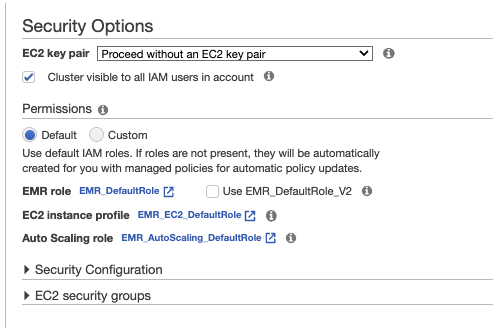 Security Options
EC2 key pair Proceed without an EC2 key pair
Cluster visible to all IAM users in account
Permissions
Default Custom
Use default IAM roles. If roles are not present, they will be automatically
created for you with managed policies for automatic policy updates.
EMR role EMR_DefaultRole Use EMR_DefaultRole_V2
EC2 instance profile EMR_EC2_DefaultRole
Auto Scaling role EMR_AutoScaling_DefaultRole
Security Configuration
EC2 security groups